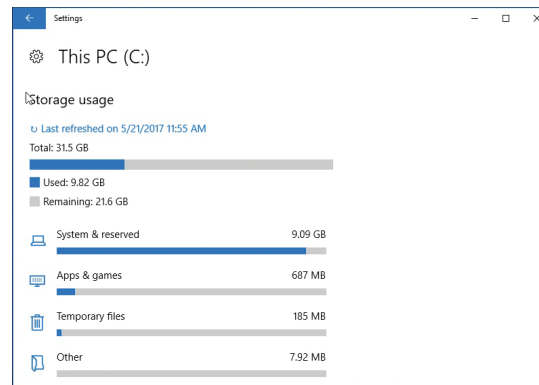 Settings
This PC (C:)
Storage usage
Last refreshed on 5/21/2017 11:55 AM
Total: 31.5 GB
Used: 9.82 GB
Remaining: 21.6 GB
System & reserved 9.09 GB
Apps & games 687 MB
Temporary files 185 MB
Other 7.92 MB